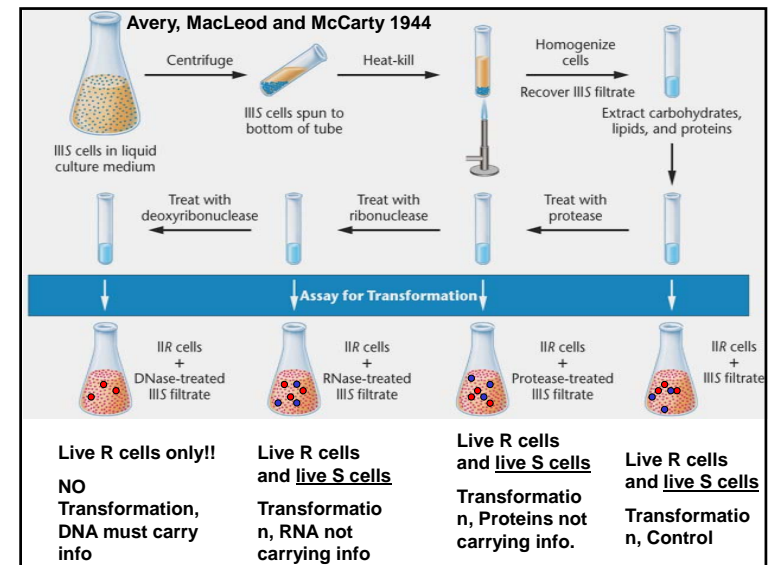 Avery, MacLeod and McCarty 1944
Centrifuge
Heat-kill
Homogenize
cells
Recover IIIS filtrate
IIIS cells in liquid
culture medium
IIIS cells spun to
bottom of tube
Extract carbohydrates,
lipids, and proteins
Treat with
deoxyribonuclease
Treat with
ribonuclease
Treat with
protease
Assay for Transformation
IIR cells
+
DNase-treated
IIIS filtrate
IIR cells
+
RNase-treated
IIIS filtrate
IIR cells
+
Protease-treated
IIIS filtrate
IIR cells
+
IIIS filtrate
Live R cells only!!
NO
Transformation,
DNA must carry
info
Live R cells
and live S cells
Transformatio
n, RNA not
carrying info
Live R cells
and live S cells
Transformatio
n, Proteins not
carrying info.
Live R cells
and live S cells
Transformatio
n, Control